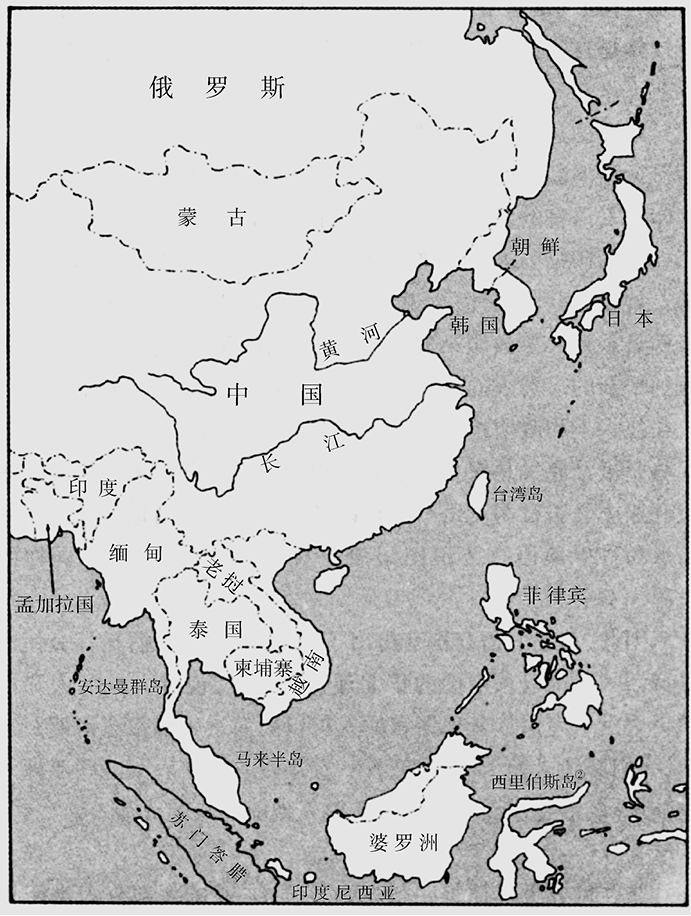 俄罗斯
蒙古
朝鲜
韩国
日本
黄河
中国
长江
印度
台湾岛
缅甸
老挝
孟加拉国
泰国
菲律宾
柬埔寨
越南
安达曼群岛
马来半岛
西里伯斯岛②
苏门答腊
婆罗洲
印度尼西亚